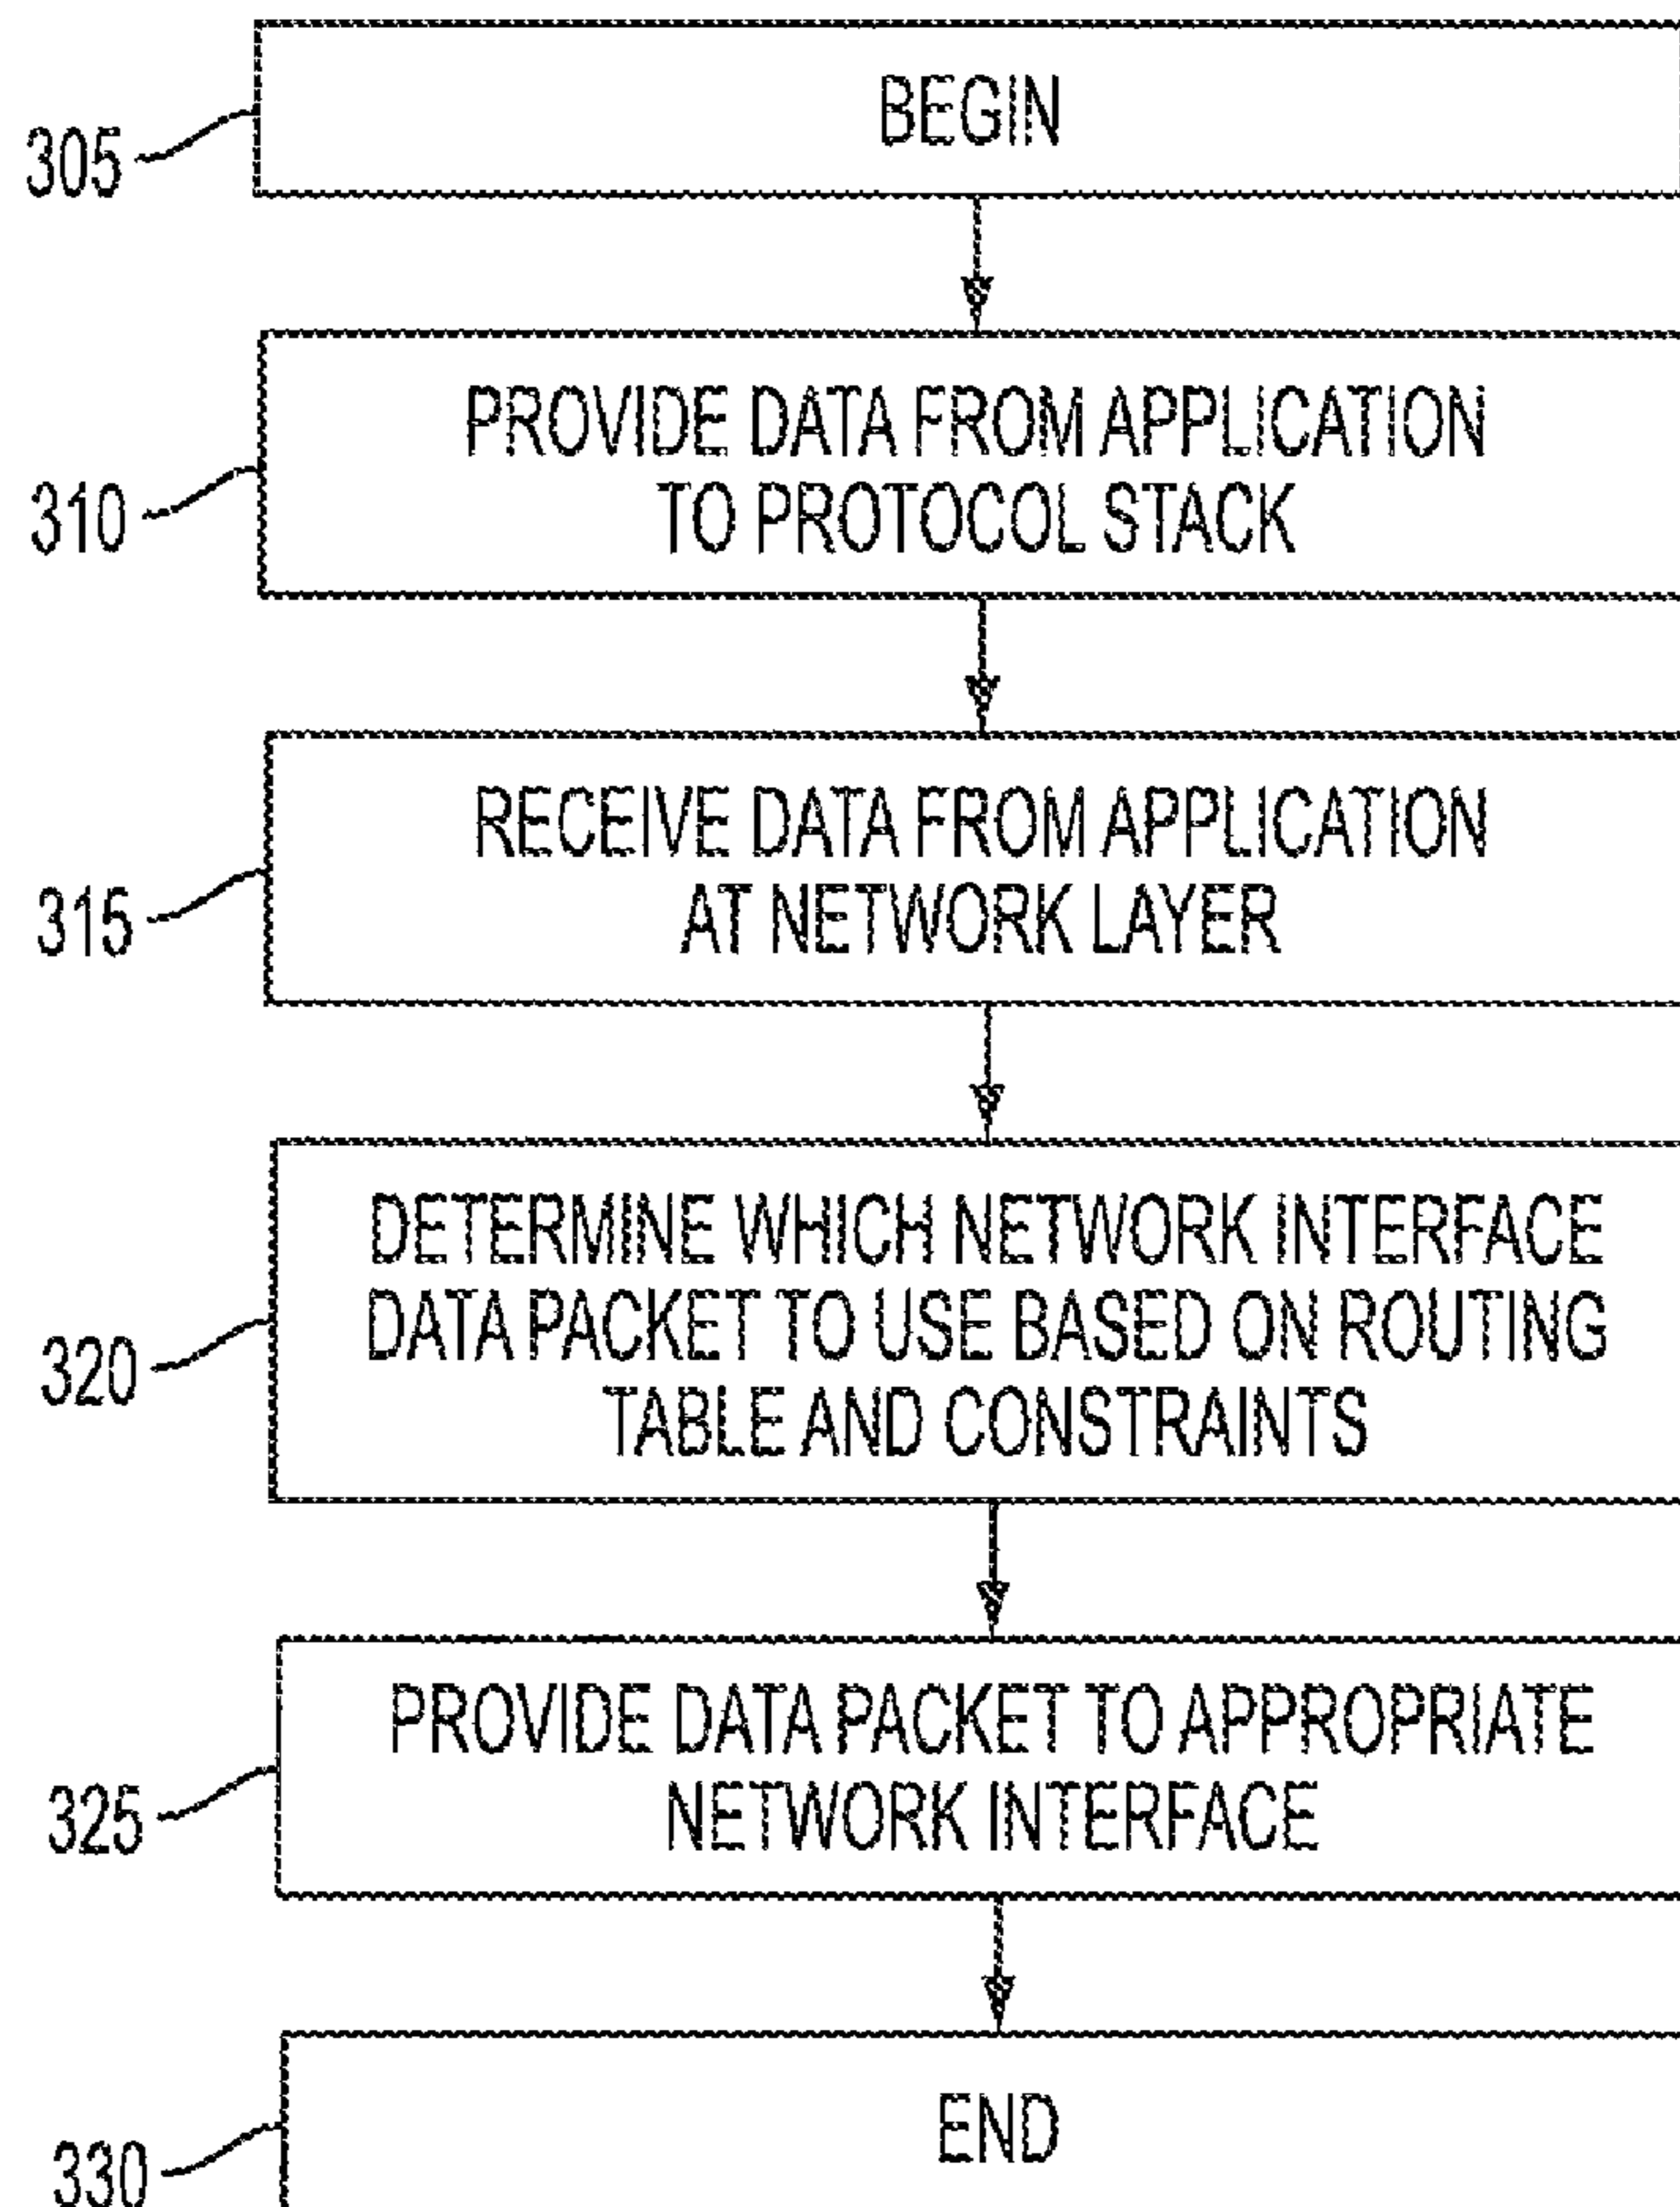 BEGIN
305
PROVIDE DATA FROM APPLICATION
TO PROTOCOL STACK
310
RECEIVE DATA FROM APPLICATION
AT NETWORK LAYER
315
DETERMINE WHICH NETWORK INTERFACE
DATA PACKET TO USE BASED ON ROUTING
TABLE AND CONSTRAINTS
320
PROVIDE DATA PACKET TO APPROPRIATE
NETWORK INTERFACE
325
END
330